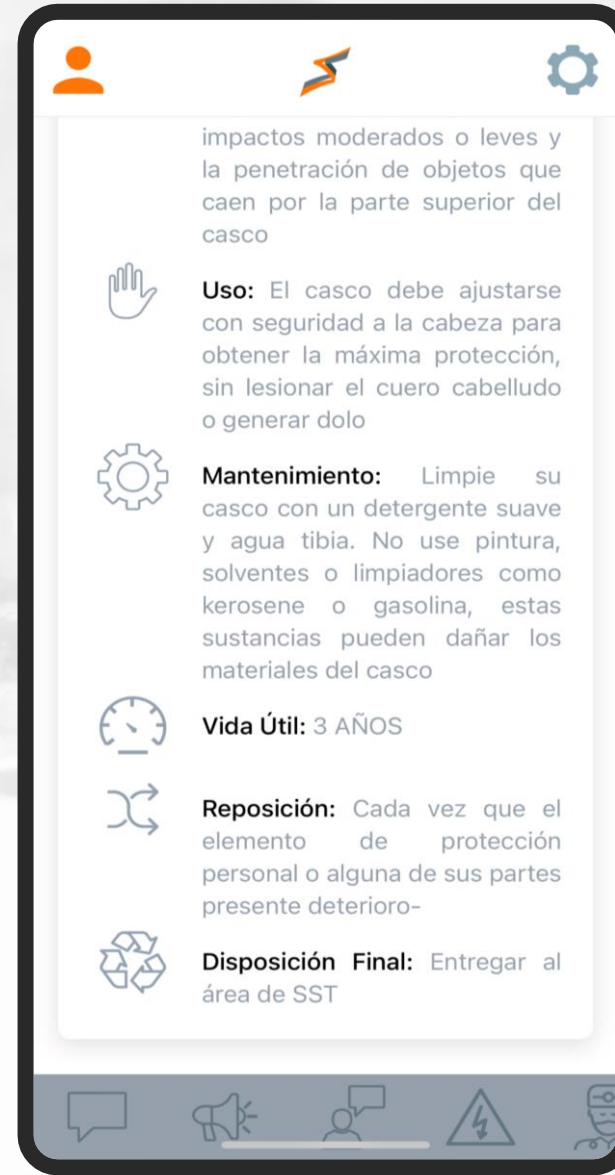 impactos moderados o leves y
la penetración de objetos que
caen por la parte superior del
casco
Uso: El casco debe ajustarse
con seguridad a la cabeza para
obtener la máxima protección,
sin lesionar el cuero cabelludo
o generar dolo
Mantenimiento: Limpie su
casco con un detergente suave
y agua tibia. No use pintura,
solventes o limpiadores como
kerosene o gasolina, estas
sustancias pueden dañar los
materiales del casco
Vida Útil: 3 AÑOS
Reposición: Cada vez que el
elemento de protección
personal o alguna de sus partes
presente deterioro-
Disposición Final: Entregar al
área de SST